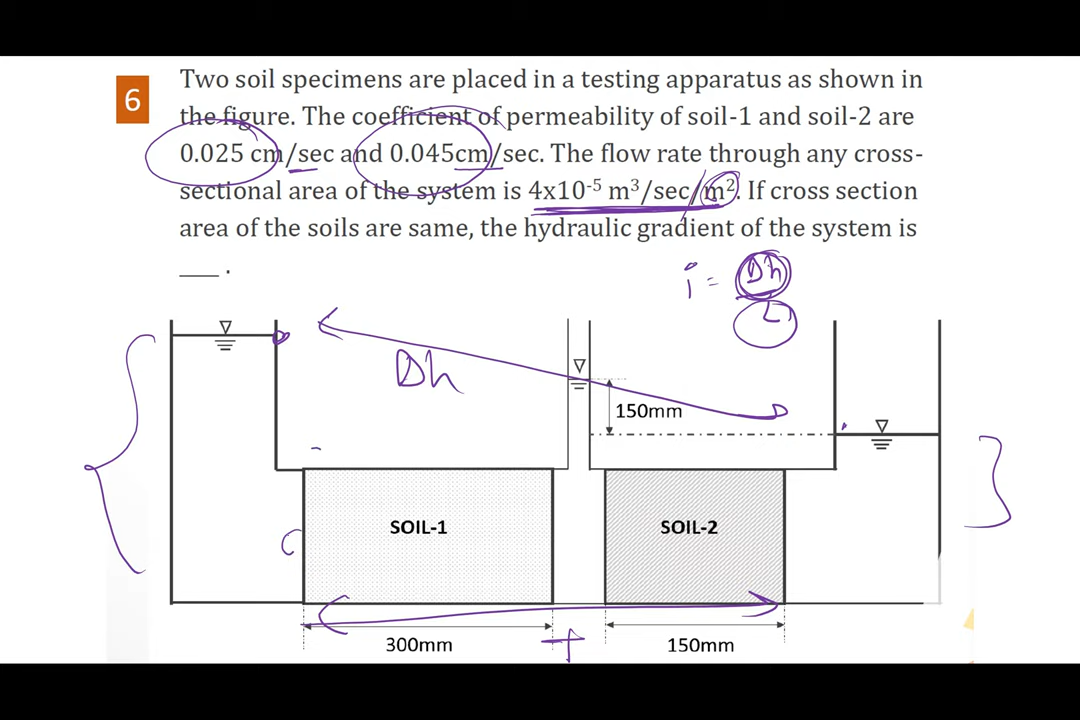 6
Two soil specimens are placed in a testing apparatus as shown in
the figure. The coefficient of permeability of soil-1 and soil-2 are
0.025 cm/sec and 0.045cm/sec. The flow rate through any cross-
sectional area of the system is 4x10⁻⁵ m³/sec/m². If cross section
area of the soils are same, the hydraulic gradient of the system is
___ .
i = Δh
L
Δh
150mm
SOIL-1
SOIL-2
300mm
+
150mm